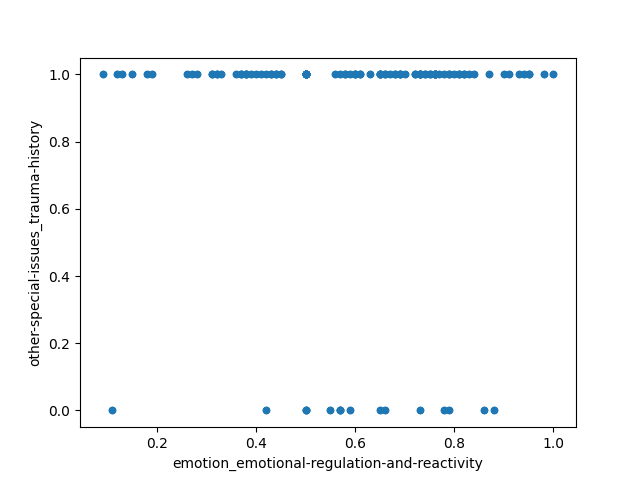 1.0
0.8
0.6
0.4
0.2
0.0
other-special-issues_trauma-history
0.2 0.4 0.6 0.8 1.0
emotion_emotional-regulation-and-reactivity